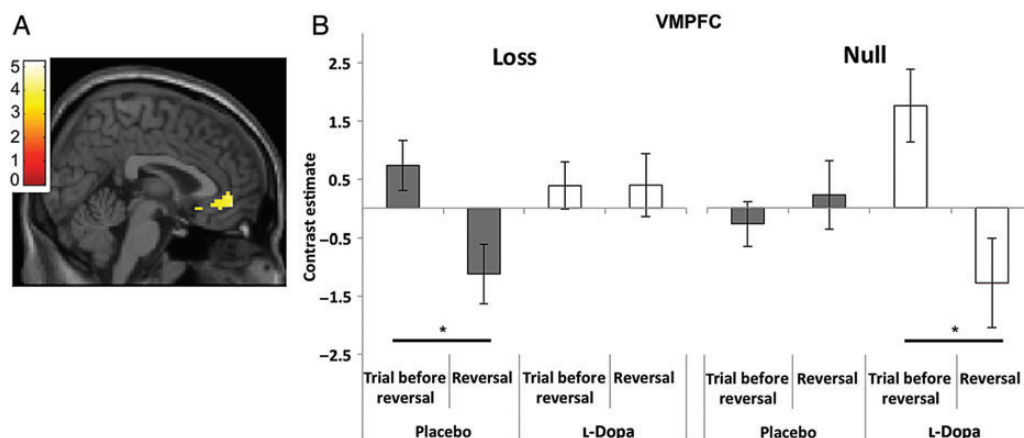 A
5
4
3
2
1
0
B
VMPFC
Loss
Null
Contrast estimate
2.5
1.5
0.5
−0.5
−1.5
−2.5
*
*
Trial before
reversal
Reversal
Trial before
reversal
Reversal
Trial before
reversal
Reversal
Trial before
reversal
Reversal
Placebo
ʟ-Dopa
Placebo
ʟ-Dopa